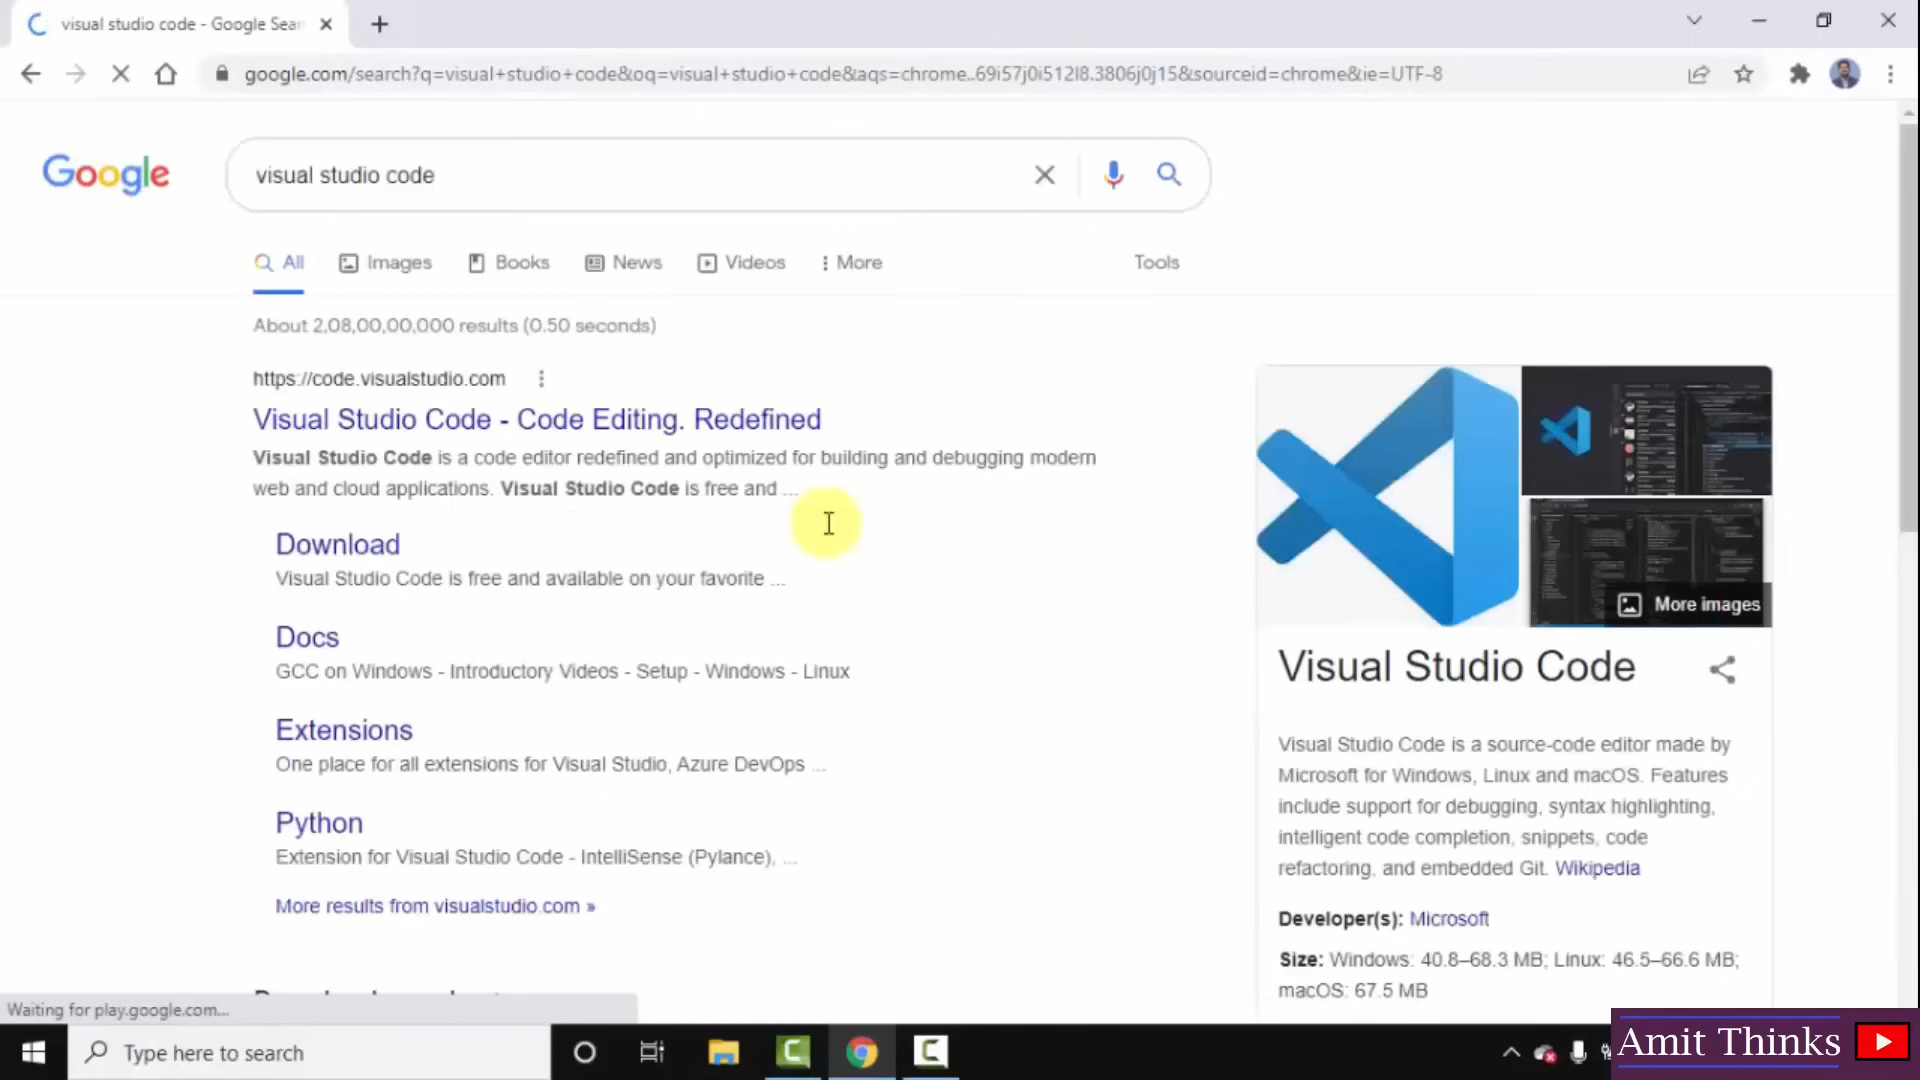 visual studio code - Google Sear
google.com/search?q=visual+studio+code&oq=visual+studio+code&aqs=chrome..69i57j0i512l8.3806j0j15&sourceid=chrome&ie=UTF-8
Google
visual studio code
All Images Books News Videos More Tools
About 2,08,00,00,000 results (0.50 seconds)
https://code.visualstudio.com
Visual Studio Code - Code Editing. Redefined
Visual Studio Code is a code editor redefined and optimized for building and debugging modern
web and cloud applications. Visual Studio Code is free and ...
Download
Visual Studio Code is free and available on your favorite ...
Docs
GCC on Windows - Introductory Videos - Setup - Windows - Linux
Extensions
One place for all extensions for Visual Studio, Azure DevOps ...
Python
Extension for Visual Studio Code - IntelliSense (Pylance), ...
More results from visualstudio.com »
More images
Visual Studio Code
Visual Studio Code is a source-code editor made by
Microsoft for Windows, Linux and macOS. Features
include support for debugging, syntax highlighting,
intelligent code completion, snippets, code
refactoring, and embedded Git. Wikipedia
Developer(s): Microsoft
Size: Windows: 40.8–68.3 MB; Linux: 46.5–66.6 MB;
macOS: 67.5 MB
Waiting for play.google.com...
Type here to search
Amit Thinks